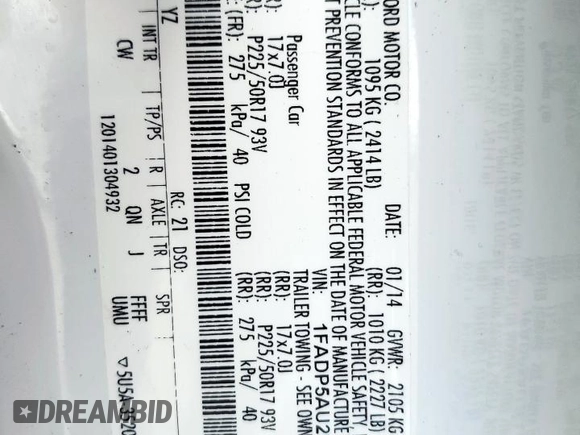 ORD MOTOR CO. DATE: 01/14 GVWR: 2105 KG
1095 KG ( 2414 LB) (RR): 1010 KG ( 2227 LB)
CLE CONFORMS TO ALL APPLICABLE FEDERAL MOTOR VEHICLE SAFETY,
T PREVENTION STANDARDS IN EFFECT ON THE DATE OF MANUFACTURE
VIN: 1FADP5AU2
Passenger Car TRAILER TOWING - SEE OWN
17x7.0J (RR): 17x7.0J
P225/50R17 93V (RR): P225/50R17 93V
(FR): 275 kPa/ 40 PSI COLD (RR): 275 kPa/ 40
YZ RC: 21 DSO:
INT TR TP/PS R AXLE TR SPR
CW 2 QN J FFFF
1201401304932 UMU
DREAMBID